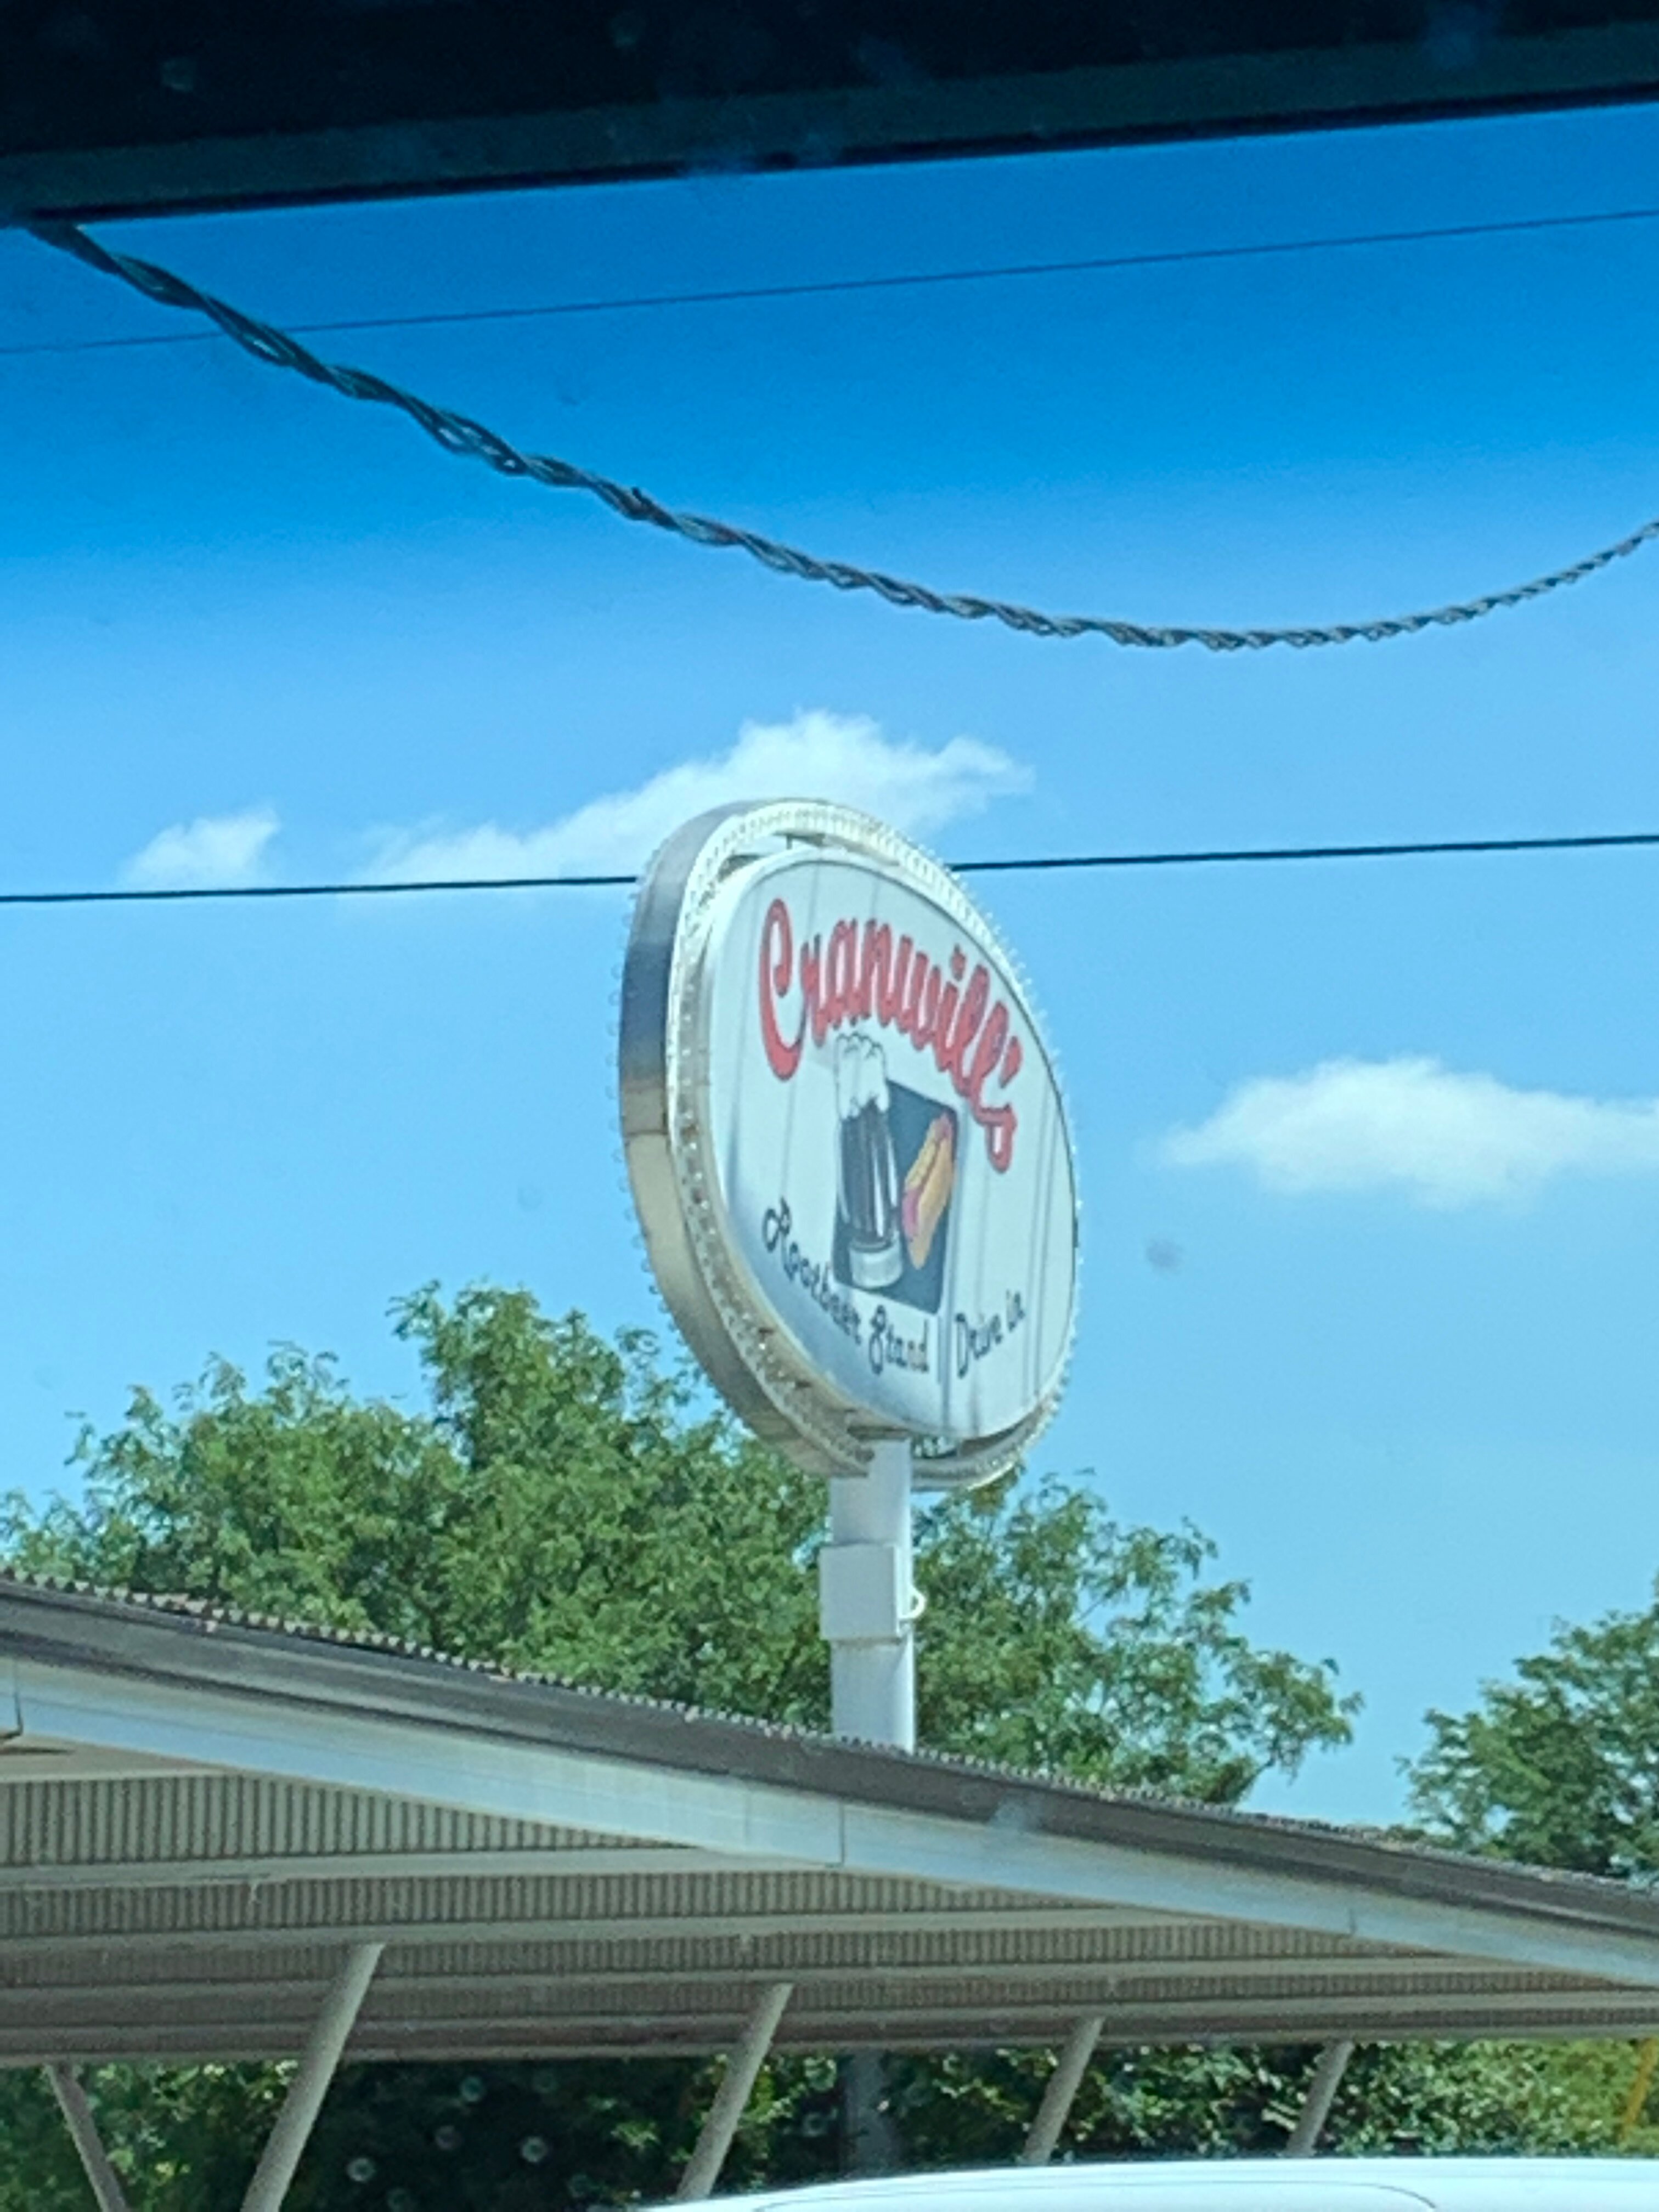 Cranwill's
Rootbeer Stand Drive in